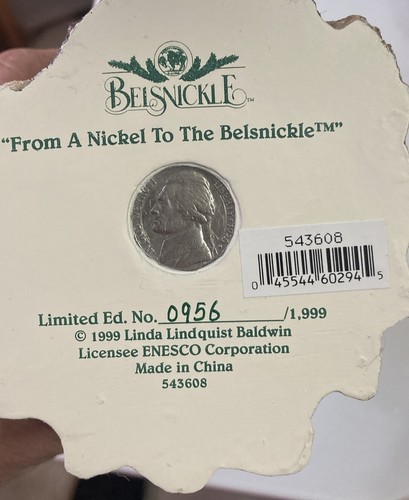 BELSNICKLE™
"From A Nickel To The Belsnickle™"
543608
0 45544 60294 5
Limited Ed. No. 0956 /1,999
© 1999 Linda Lindquist Baldwin
Licensee ENESCO Corporation
Made in China
543608